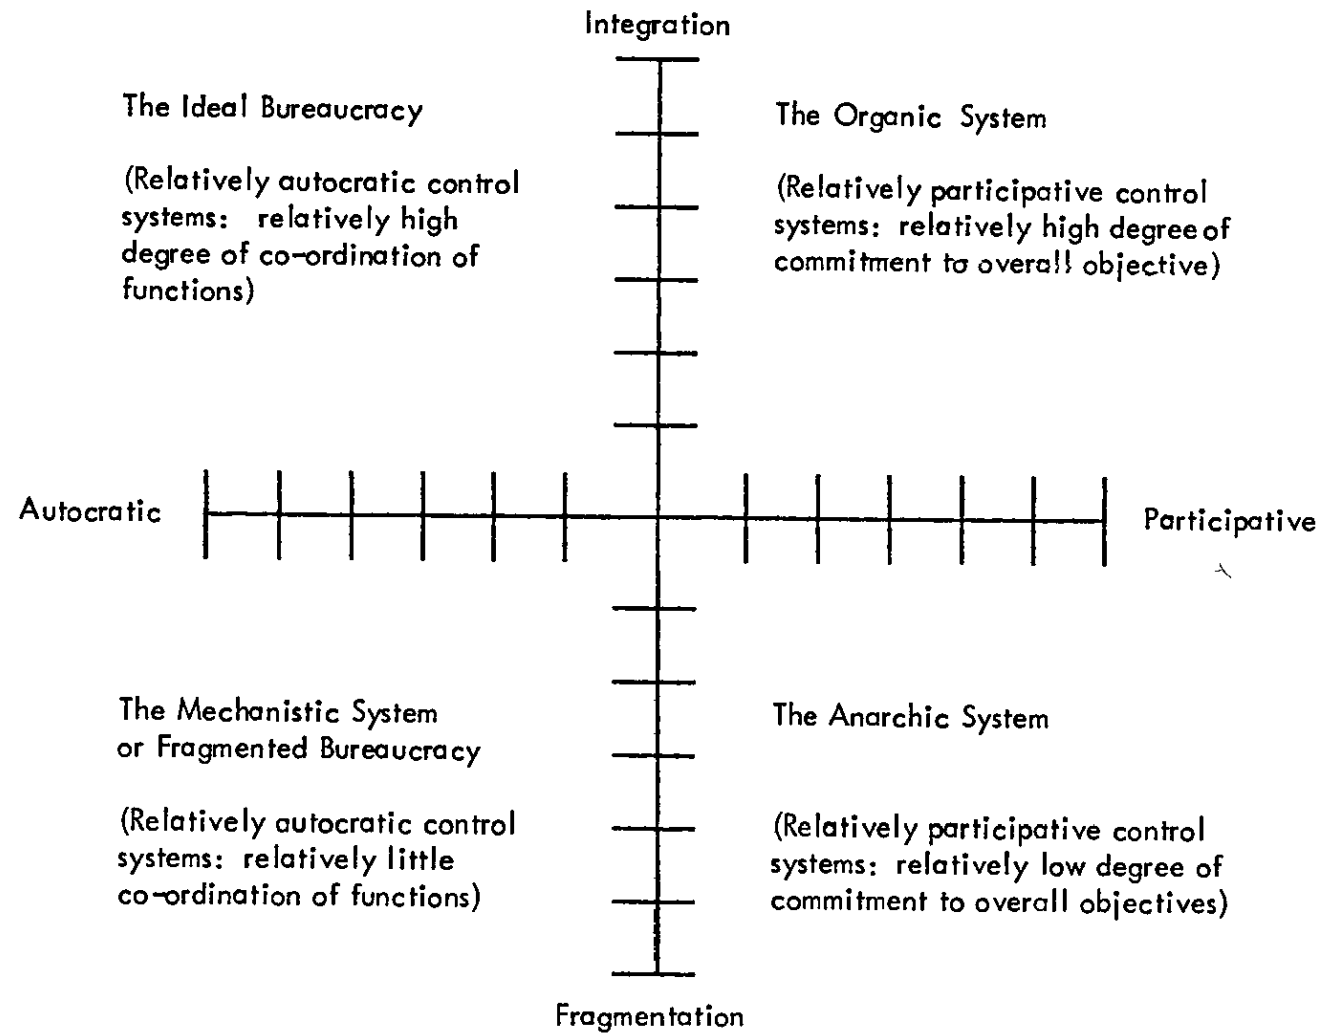 Integration
The Ideal Bureaucracy
(Relatively autocratic control
systems: relatively high
degree of co-ordination of
functions)
The Organic System
(Relatively participative control
systems: relatively high degree of
commitment to overall objective)
Autocratic
Participative
The Mechanistic System
or Fragmented Bureaucracy
(Relatively autocratic control
systems: relatively little
co-ordination of functions)
The Anarchic System
(Relatively participative control
systems: relatively low degree of
commitment to overall objectives)
Fragmentation